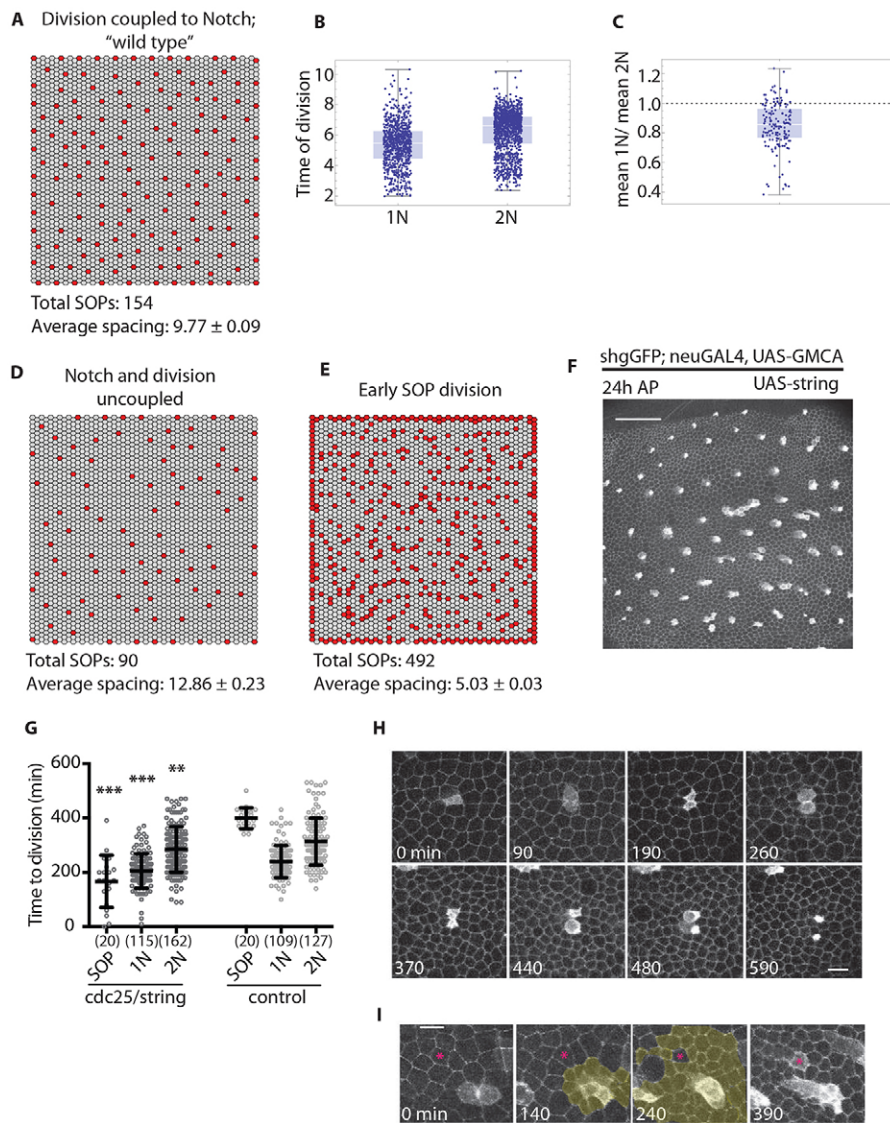 A
Division coupled to Notch;
“wild type”
Total SOPs: 154
Average spacing: 9.77 ± 0.09
B
Time of division
10
8
6
4
2
1N
2N
C
mean 1N/ mean 2N
1.2
1.0
0.8
0.6
0.4
D
Notch and division
uncoupled
Total SOPs: 90
Average spacing: 12.86 ± 0.23
E
Early SOP division
Total SOPs: 492
Average spacing: 5.03 ± 0.03
F
shgGFP; neuGAL4, UAS-GMCA
24h AP UAS-string
G
Time to division (min)
600
400
200
0
*** *** **
(20) (115) (162) (20) (109) (127)
SOP 1N 2N SOP 1N 2N
cdc25/string control
H
0 min 90 190 260
370 440 480 590
I
* * * *
0 min 140 240 390